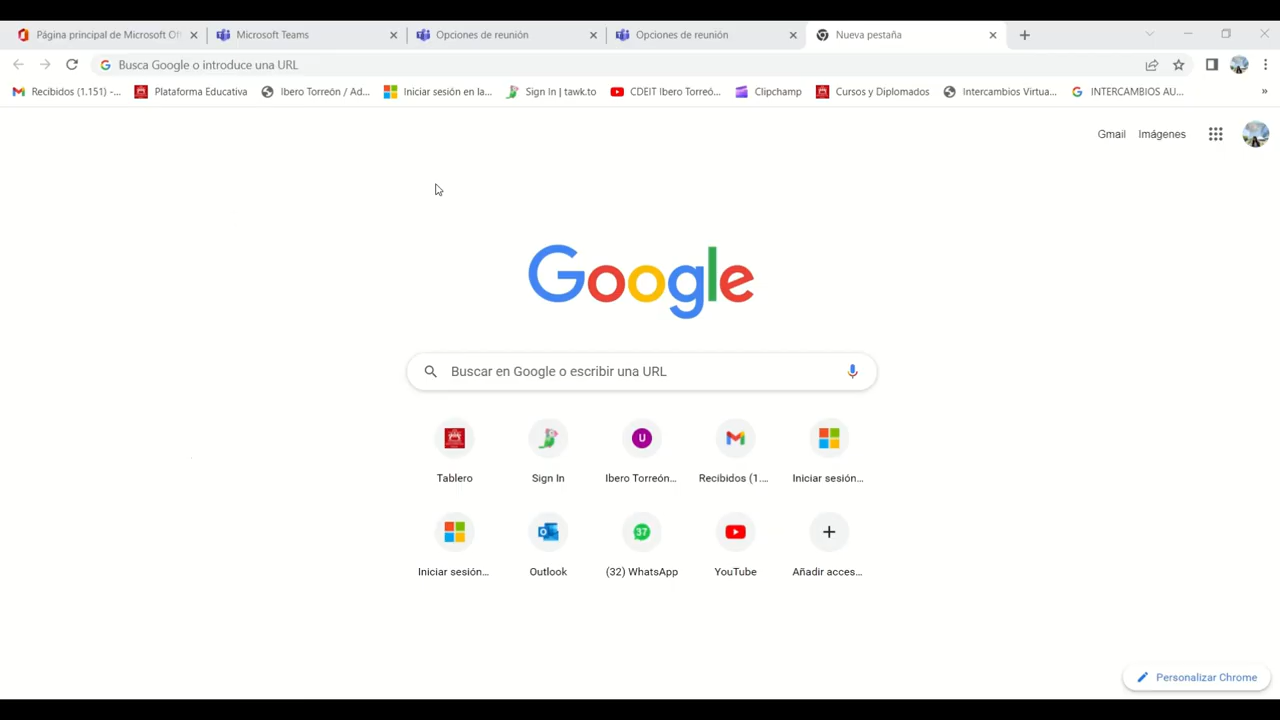 Página principal de Microsoft Of
Microsoft Teams
Opciones de reunión
Opciones de reunión
Nueva pestaña
Busca Google o introduce una URL
Recibidos (1.151) -...
Plataforma Educativa
Ibero Torreón / Ad...
Iniciar sesión en la...
Sign In | tawk.to
CDEIT Ibero Torreó...
Clipchamp
Cursos y Diplomados
Intercambios Virtua...
INTERCAMBIOS AU...
»
Gmail
Imágenes
Google
Buscar en Google o escribir una URL
U
Tablero
Sign In
Ibero Torreón...
Recibidos (1....
Iniciar sesión...
37
Iniciar sesión...
Outlook
(32) WhatsApp
YouTube
Añadir acces...
Personalizar Chrome